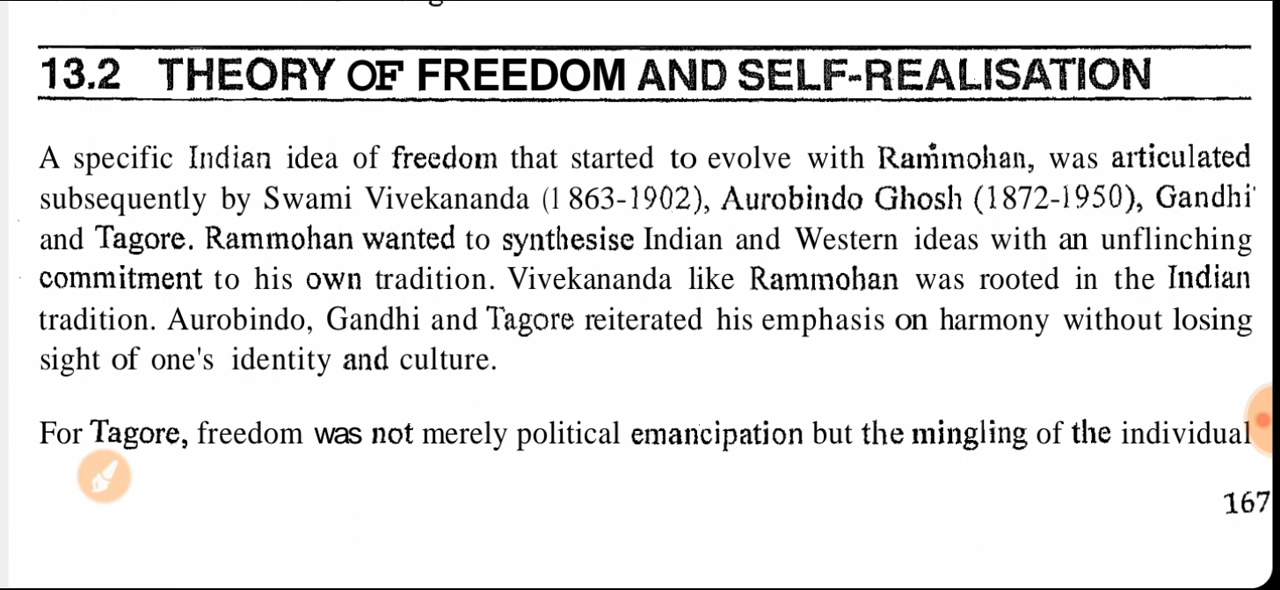 13.2 THEORY OF FREEDOM AND SELF-REALISATION
A specific Indian idea of freedom that started to evolve with Rammohan, was articulated
subsequently by Swami Vivekananda (1863-1902), Aurobindo Ghosh (1872-1950), Gandhi
and Tagore. Rammohan wanted to synthesise Indian and Western ideas with an unflinching
commitment to his own tradition. Vivekananda like Rammohan was rooted in the Indian
tradition. Aurobindo, Gandhi and Tagore reiterated his emphasis on harmony without losing
sight of one's identity and culture.
For Tagore, freedom was not merely political emancipation but the mingling of the individual
167